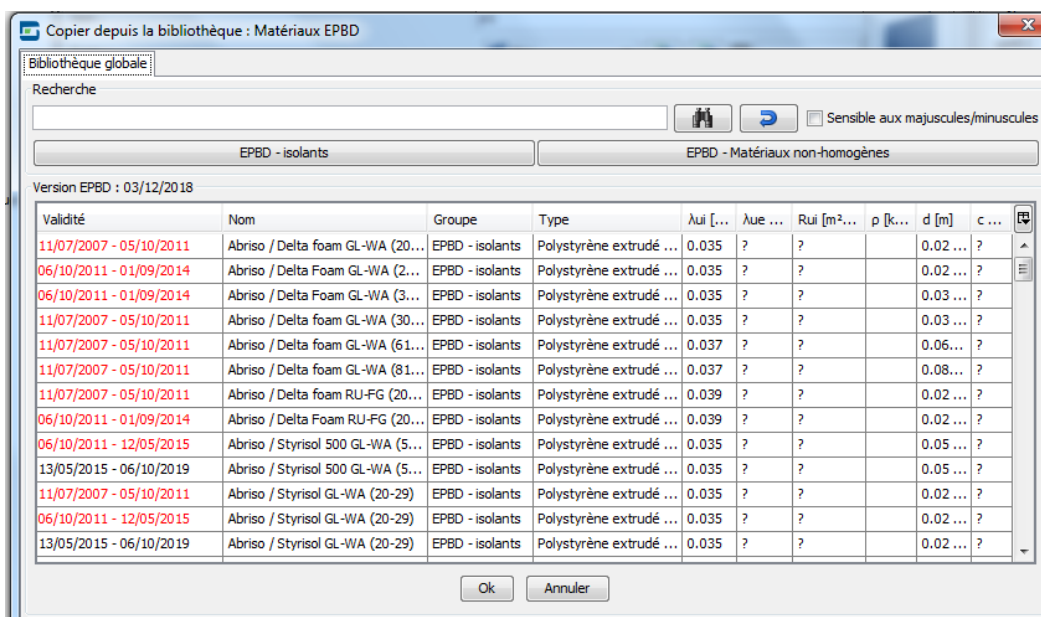 Copier depuis la bibliothèque : Matériaux EPBD
Bibliothèque globale
Recherche
Sensible aux majuscules/minuscules
EPBD - isolants EPBD - Matériaux non-homogènes
Version EPBD : 03/12/2018
Validité Nom Groupe Type λui [... λue ... Rui [m²... ρ [k... d [m] c ...
11/07/2007 - 05/10/2011 Abriso / Delta foam GL-WA (20... EPBD - isolants Polystyrène extrudé ... 0.035 ? ? 0.02 ... ?
06/10/2011 - 01/09/2014 Abriso / Delta Foam GL-WA (2... EPBD - isolants Polystyrène extrudé ... 0.035 ? ? 0.02 ... ?
06/10/2011 - 01/09/2014 Abriso / Delta Foam GL-WA (3... EPBD - isolants Polystyrène extrudé ... 0.035 ? ? 0.03 ... ?
11/07/2007 - 05/10/2011 Abriso / Delta foam GL-WA (30... EPBD - isolants Polystyrène extrudé ... 0.035 ? ? 0.03 ... ?
11/07/2007 - 05/10/2011 Abriso / Delta foam GL-WA (61... EPBD - isolants Polystyrène extrudé ... 0.037 ? ? 0.06... ?
11/07/2007 - 05/10/2011 Abriso / Delta foam GL-WA (81... EPBD - isolants Polystyrène extrudé ... 0.037 ? ? 0.08... ?
11/07/2007 - 05/10/2011 Abriso / Delta foam RU-FG (20... EPBD - isolants Polystyrène extrudé ... 0.039 ? ? 0.02 ... ?
06/10/2011 - 01/09/2014 Abriso / Delta Foam RU-FG (20... EPBD - isolants Polystyrène extrudé ... 0.039 ? ? 0.02 ... ?
06/10/2011 - 12/05/2015 Abriso / Styrisol 500 GL-WA (5... EPBD - isolants Polystyrène extrudé ... 0.035 ? ? 0.05 ... ?
13/05/2015 - 06/10/2019 Abriso / Styrisol 500 GL-WA (5... EPBD - isolants Polystyrène extrudé ... 0.035 ? ? 0.05 ... ?
11/07/2007 - 05/10/2011 Abriso / Styrisol GL-WA (20-29) EPBD - isolants Polystyrène extrudé ... 0.035 ? ? 0.02 ... ?
06/10/2011 - 12/05/2015 Abriso / Styrisol GL-WA (20-29) EPBD - isolants Polystyrène extrudé ... 0.035 ? ? 0.02 ... ?
13/05/2015 - 06/10/2019 Abriso / Styrisol GL-WA (20-29) EPBD - isolants Polystyrène extrudé ... 0.035 ? ? 0.02 ... ?
Ok Annuler